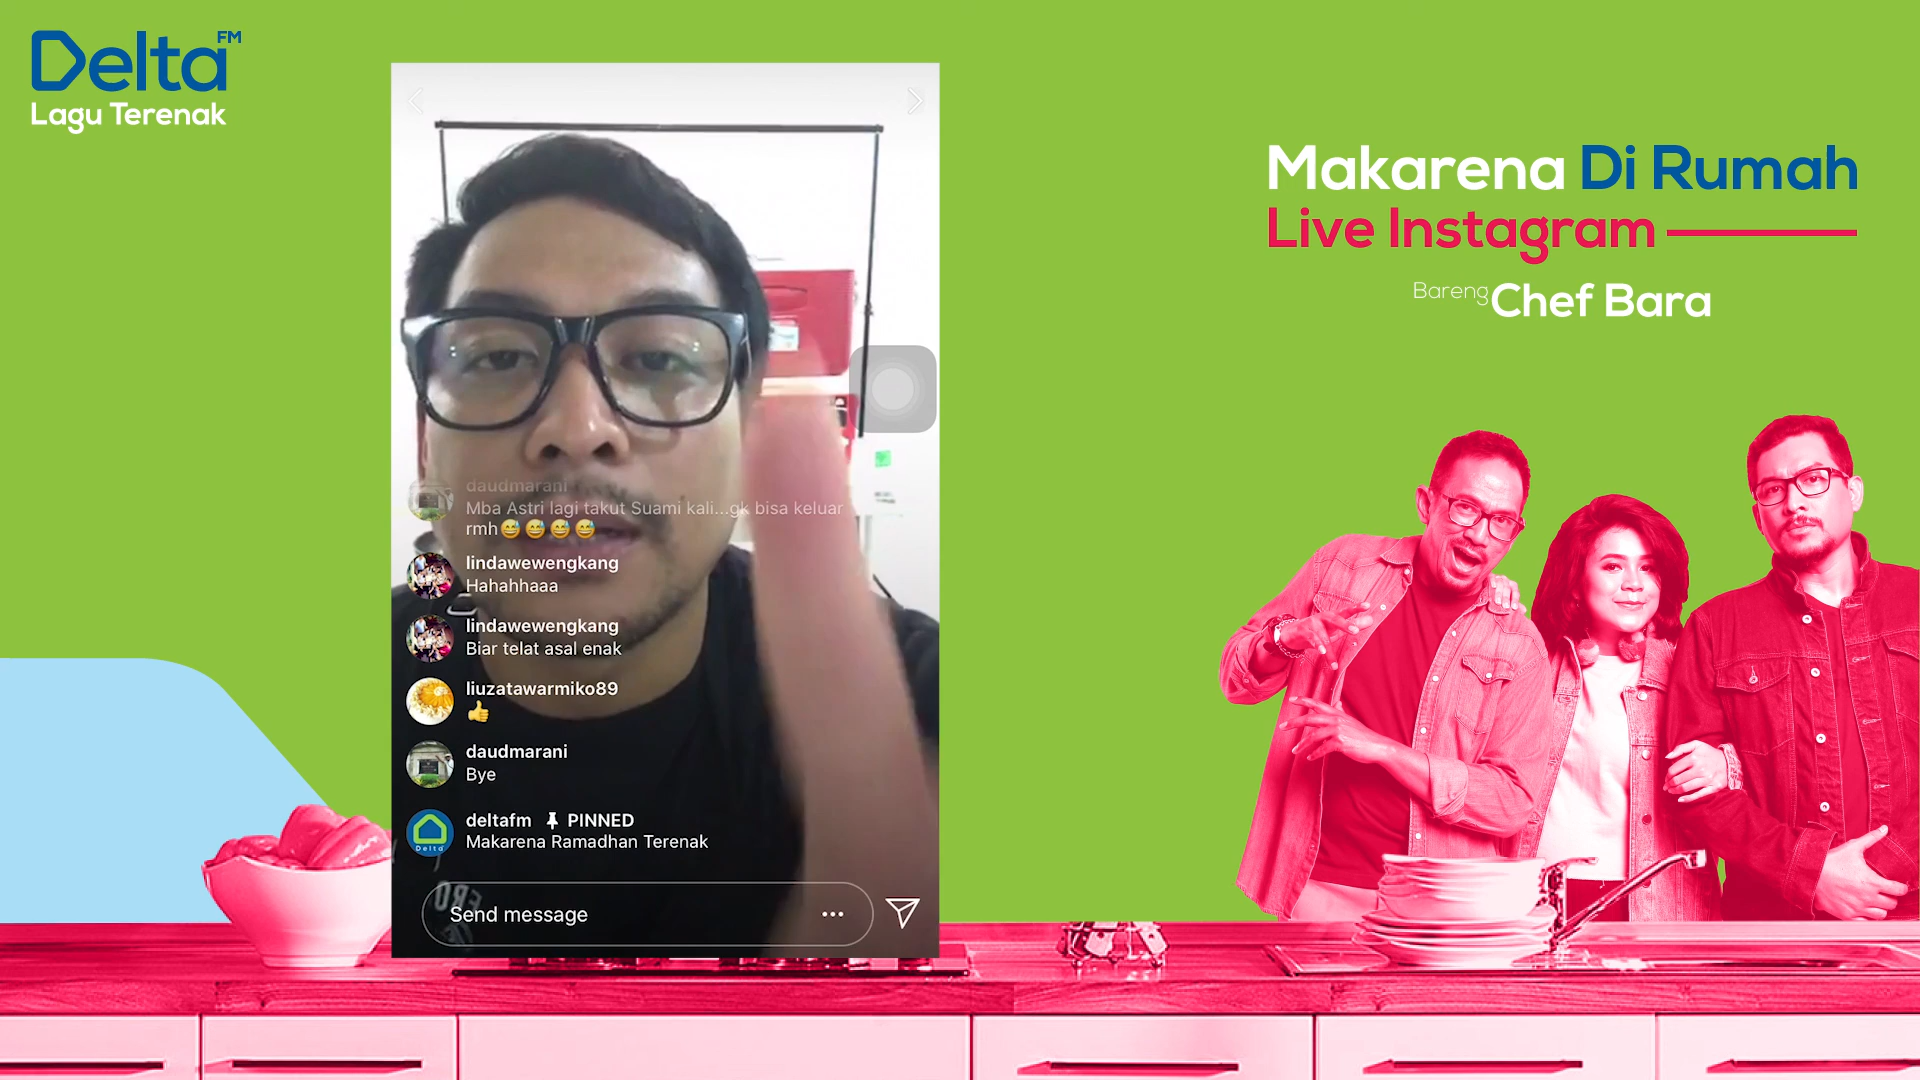 Delta FM
Lagu Terenak
Makarena Di Rumah
Live Instagram
Bareng Chef Bara
daudmarani
Mba Astri lagi takut Suami kali...gk bisa keluar
rmh😅😅😅😅
lindawewengkang
Hahahhaaa
lindawewengkang
Biar telat asal enak
liuzatawarmiko89
👍
daudmarani
Bye
deltafm 📌 PINNED
Makarena Ramadhan Terenak
Delta
Send message